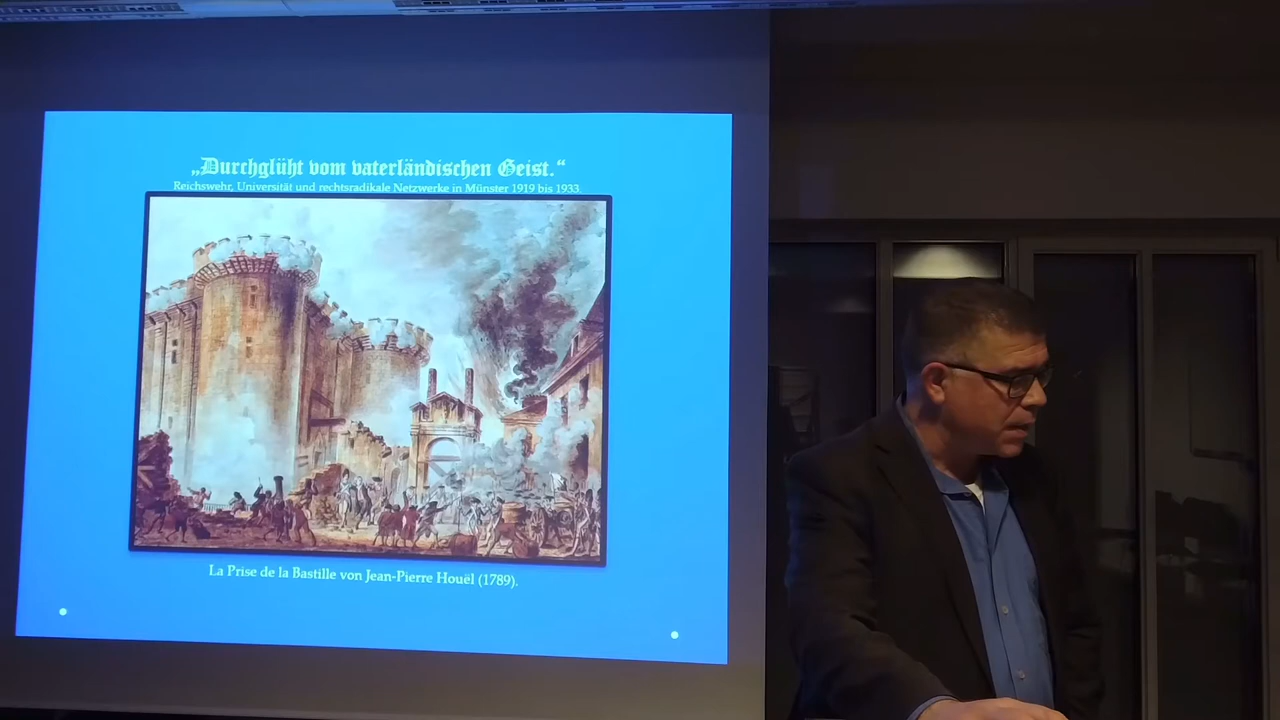 „Durchglüht vom vaterländischen Geist.“
Reichswehr, Universität und rechtsradikale Netzwerke in Münster 1919 bis 1933.
La Prise de la Bastille von Jean-Pierre Houël (1789).